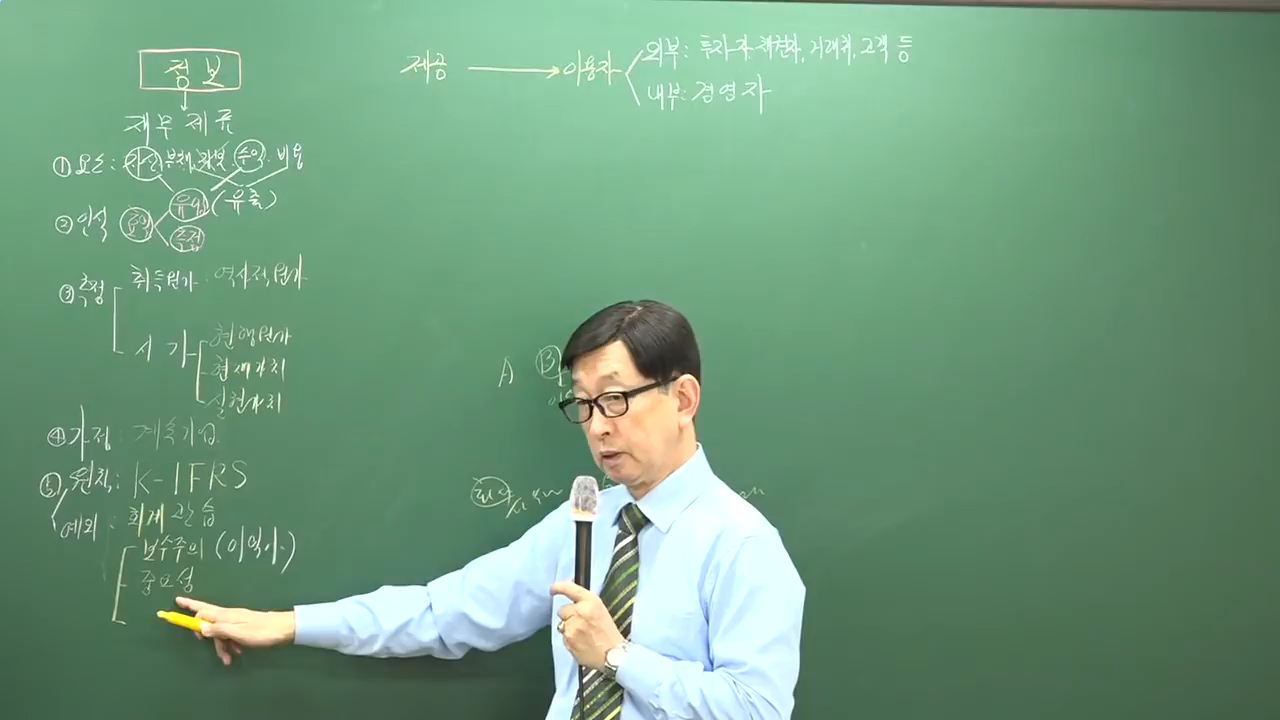 정보
제공 → 이용자
외부: 투자자, 채권자, 거래처, 고객 등
내부: 경영자
재무제표
① 요소: 자산 부채, 자본, 수익, 비용
유입 (유출)
② 인식
측정
③ 측정
취득원가: 역사적원가
시가
현행원가
현재가치
실현가치
④ 가정: 계속기업
⑤ 원칙: K-IFRS
예외: 회계관습
보수주의 (이익↓)
중요성
A B